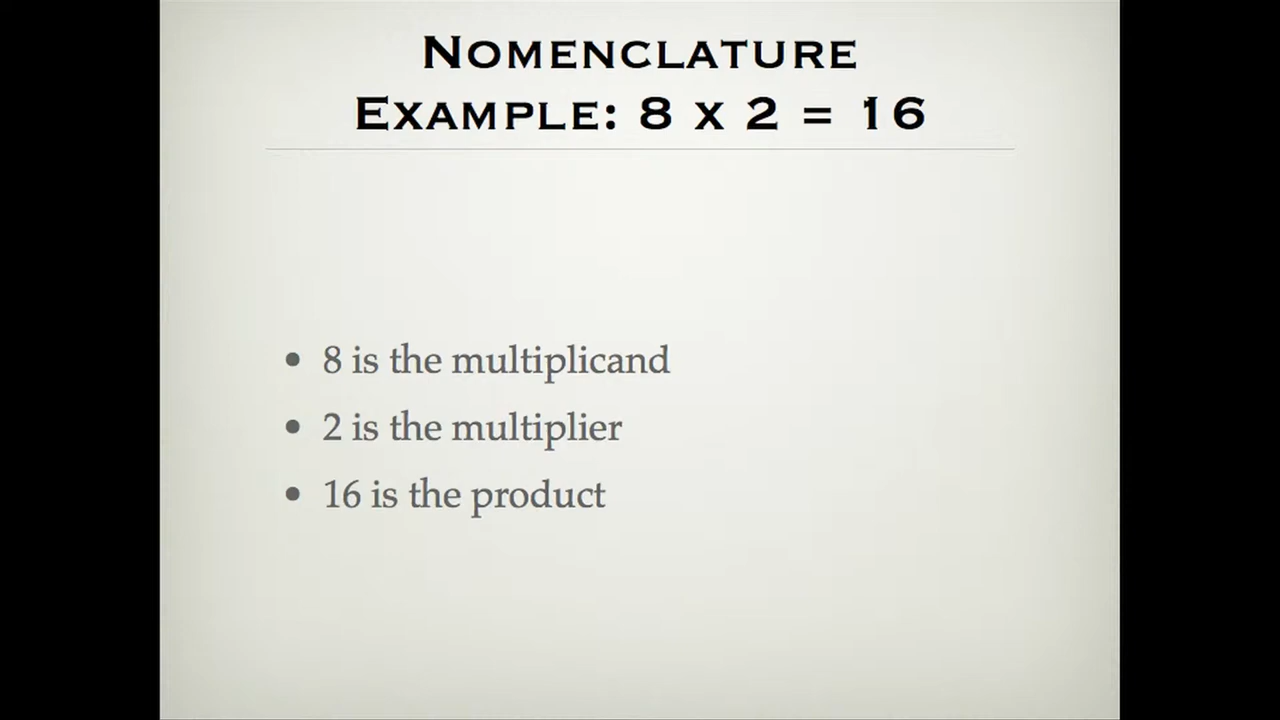 Nomenclature
Example: 8 x 2 = 16
• 8 is the multiplicand
• 2 is the multiplier
• 16 is the product